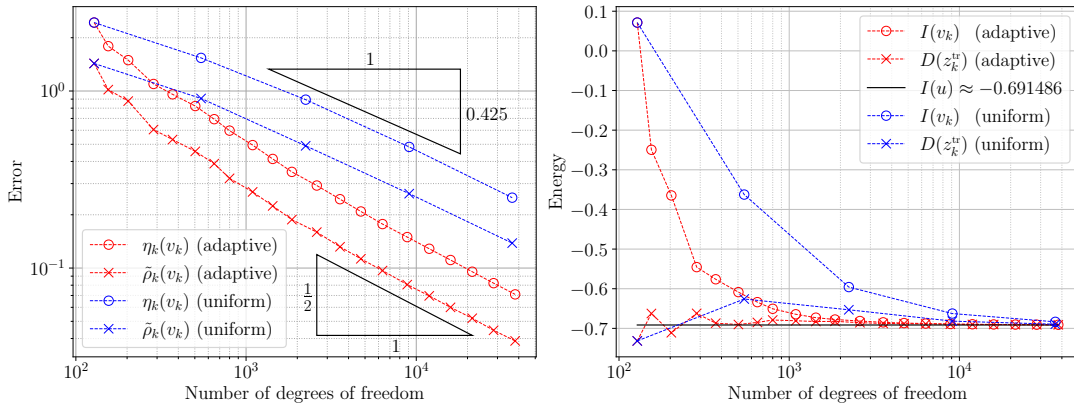 10⁰
10⁻¹
10²
10³
10⁴
Error
Number of degrees of freedom
1
0.425
1/2
1
ηₖ(vₖ) (adaptive)
ρ̃ₖ(vₖ) (adaptive)
ηₖ(vₖ) (uniform)
ρ̃ₖ(vₖ) (uniform)
0.1
0.0
−0.1
−0.2
−0.3
−0.4
−0.5
−0.6
−0.7
10²
10³
10⁴
Energy
Number of degrees of freedom
I(vₖ) (adaptive)
D(zₖᵗʳ) (adaptive)
I(u) ≈ −0.691486
I(vₖ) (uniform)
D(zₖᵗʳ) (uniform)